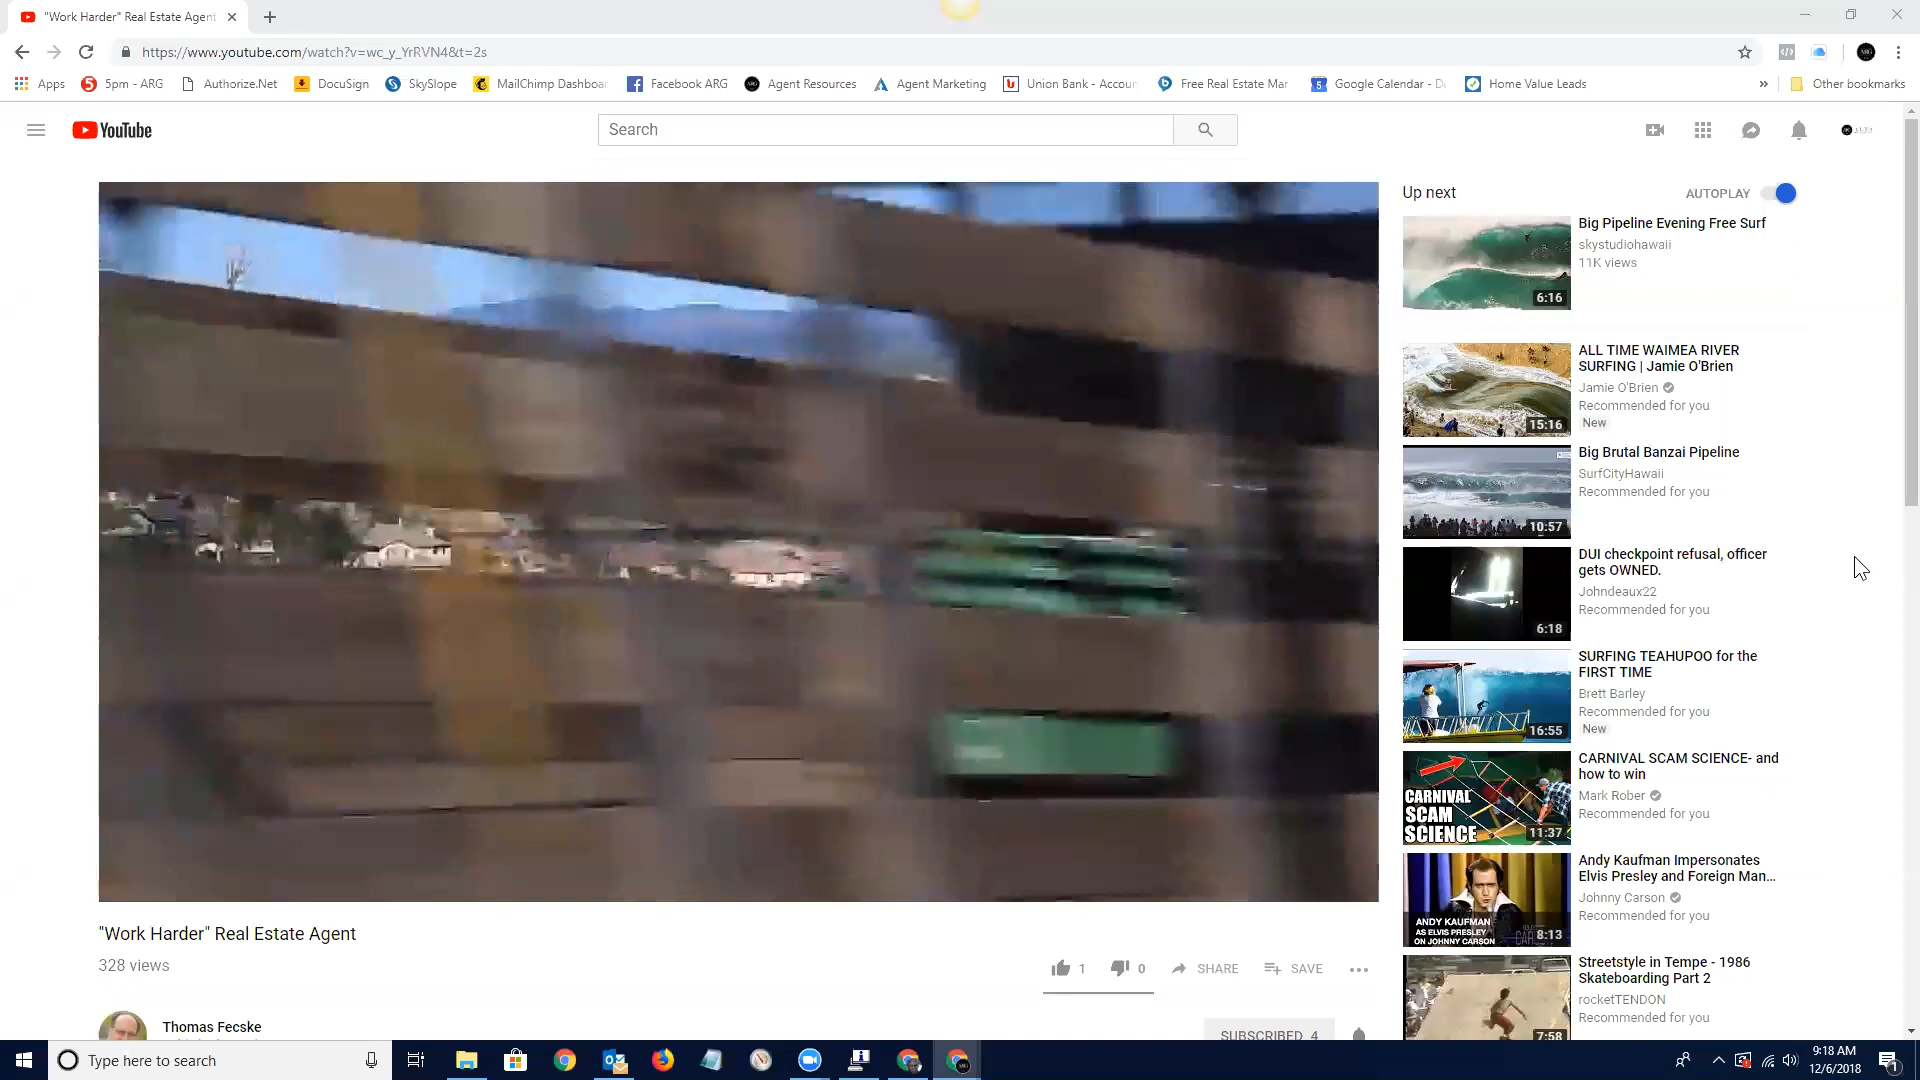 "Work Harder" Real Estate Agent
https://www.youtube.com/watch?v=wc_y_YrRVN4&t=2s
Apps
5pm - ARG
Authorize.Net
DocuSign
SkySlope
MailChimp Dashboar
Facebook ARG
Agent Resources
Agent Marketing
Union Bank - Accour
Free Real Estate Mar
Google Calendar - De
Home Value Leads
»
Other bookmarks
YouTube
Search
Up next
AUTOPLAY
Big Pipeline Evening Free Surf
skystudiohawaii
11K views
6:16
ALL TIME WAIMEA RIVER
SURFING | Jamie O'Brien
Jamie O'Brien
Recommended for you
New
15:16
Big Brutal Banzai Pipeline
SurfCityHawaii
Recommended for you
10:57
DUI checkpoint refusal, officer
gets OWNED.
Johndeaux22
Recommended for you
6:18
SURFING TEAHUPOO for the
FIRST TIME
Brett Barley
Recommended for you
New
16:55
CARNIVAL SCAM SCIENCE- and
how to win
Mark Rober
Recommended for you
CARNIVAL
SCAM
SCIENCE
11:37
Andy Kaufman Impersonates
Elvis Presley and Foreign Man...
Johnny Carson
Recommended for you
ANDY KAUFMAN
AS ELVIS PRESLEY
ON JOHNNY CARSON
8:13
Streetstyle in Tempe - 1986
Skateboarding Part 2
rocketTENDON
Recommended for you
7:58
"Work Harder" Real Estate Agent
328 views
1
0
SHARE
SAVE
Thomas Fecske
SUBSCRIBED 4
Type here to search
9:18 AM
12/6/2018
1